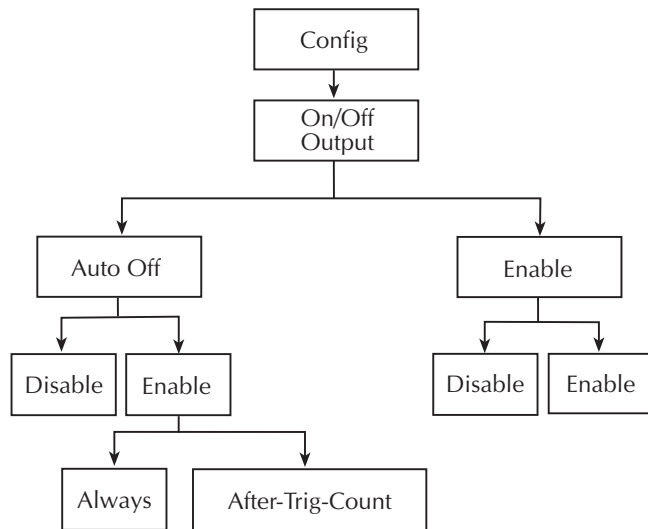 Config
On/Off
Output
Auto Off
Enable
Disable
Enable
Disable
Enable
Always
After-Trig-Count